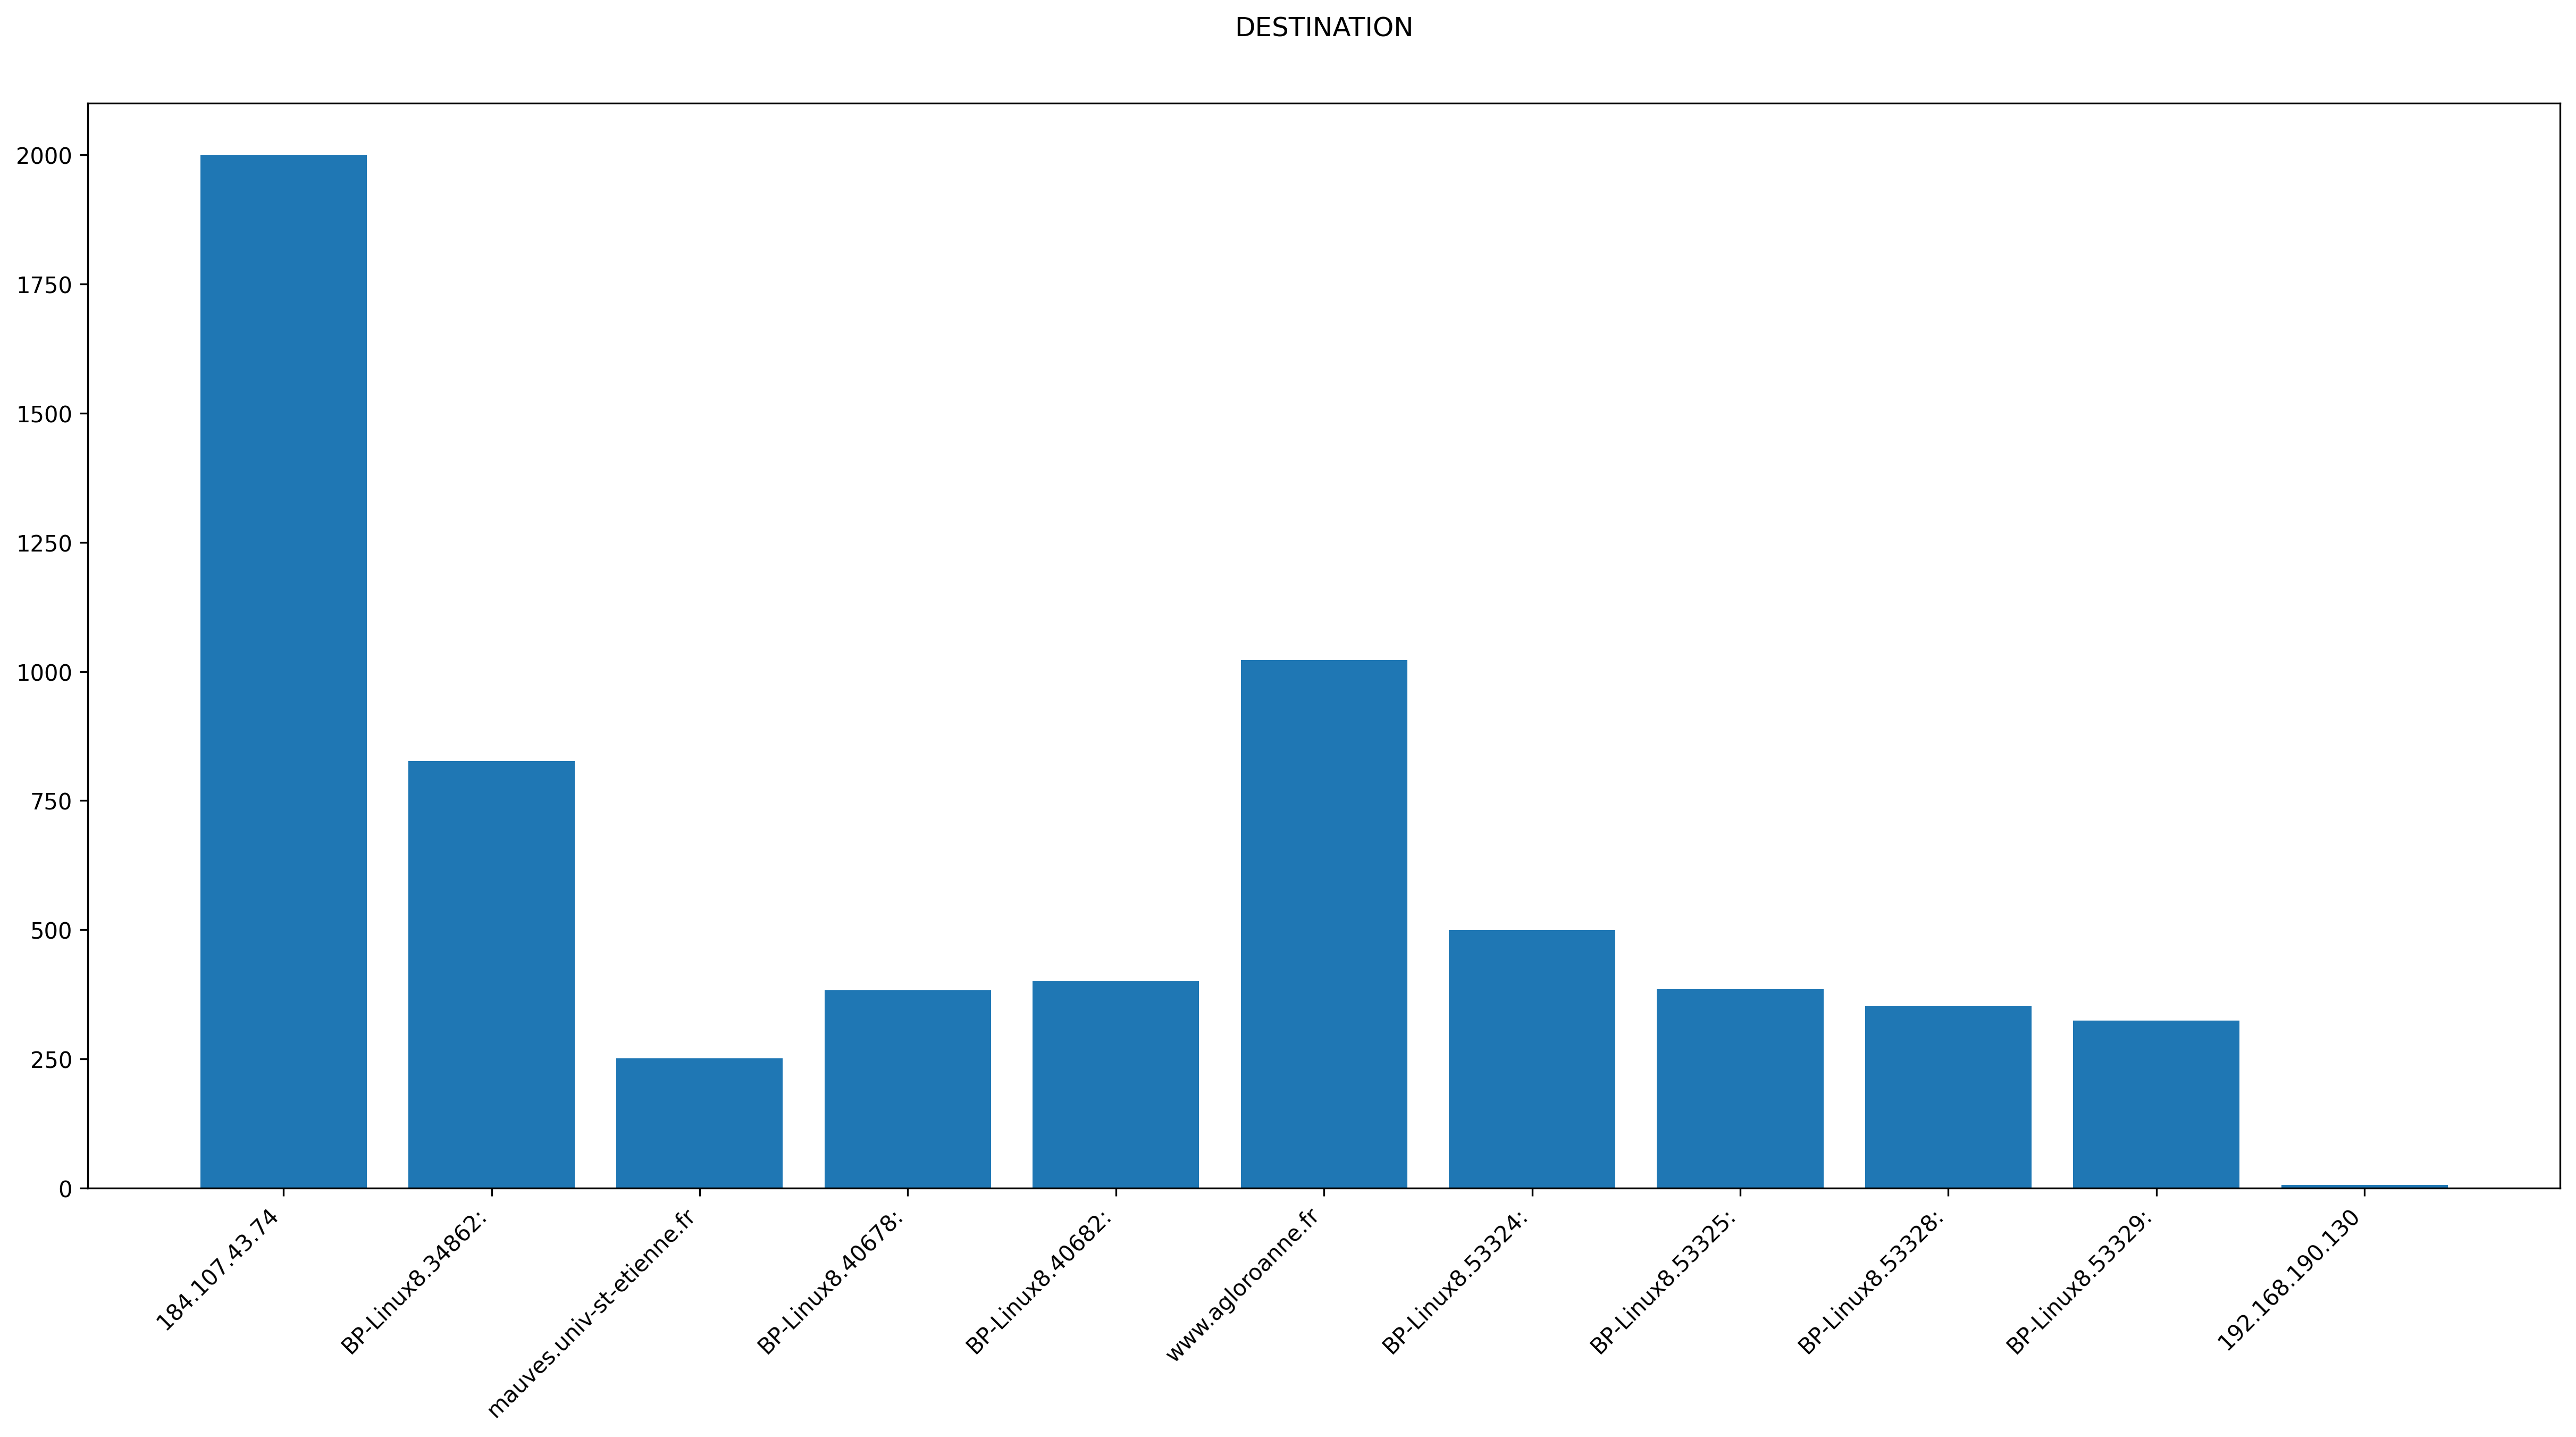 DESTINATION
2000
1750
1500
1250
1000
750
500
250
0
184.107.43.74
BP-Linux8.34862:
mauves.univ-st-etienne.fr
BP-Linux8.40678:
BP-Linux8.40682:
www.agloroanne.fr
BP-Linux8.53324:
BP-Linux8.53325:
BP-Linux8.53328:
BP-Linux8.53329:
192.168.190.130